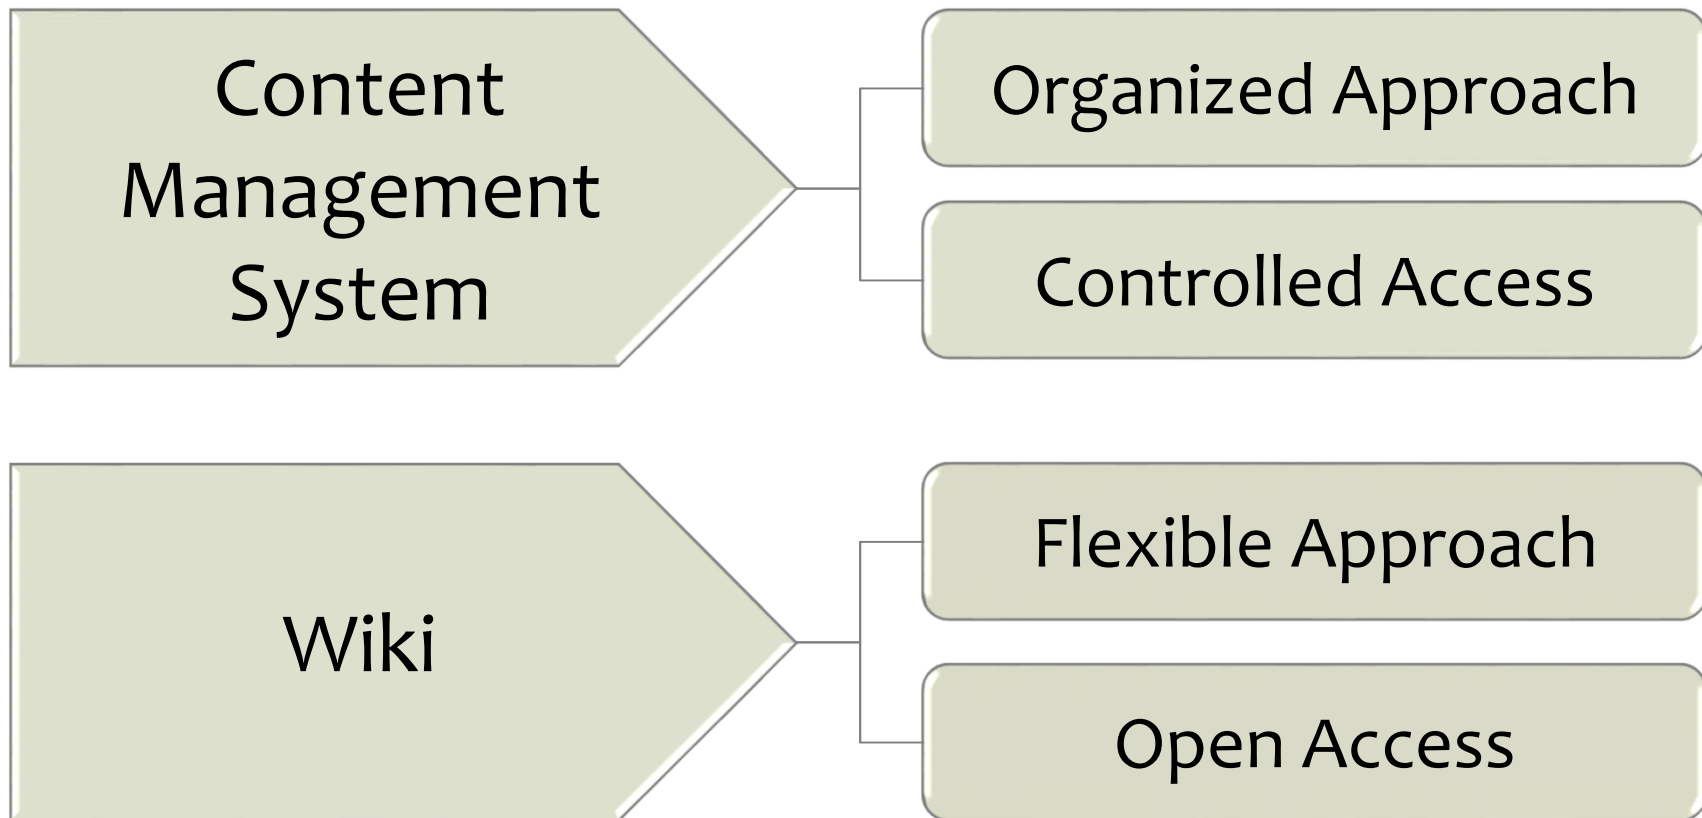 Content
Management
System
Organized Approach
Controlled Access
Wiki
Flexible Approach
Open Access